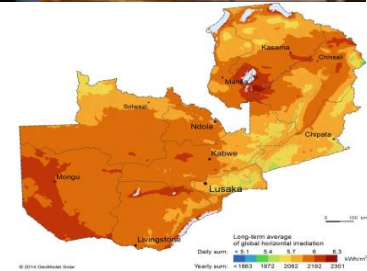 Kasama
Chinsali
Mansa
Solwezi
Ndola
Chipata
Kabwe
Mongu
Lusaka
Livingstone
0 100 km
Long-term average
of global horizontal irradiation
Daily sum: < 5.1 5.4 5.7 6 6.3
kWh/m²
Yearly sum: < 1863 1972 2082 2192 2301
© 2014 GeoModel Solar